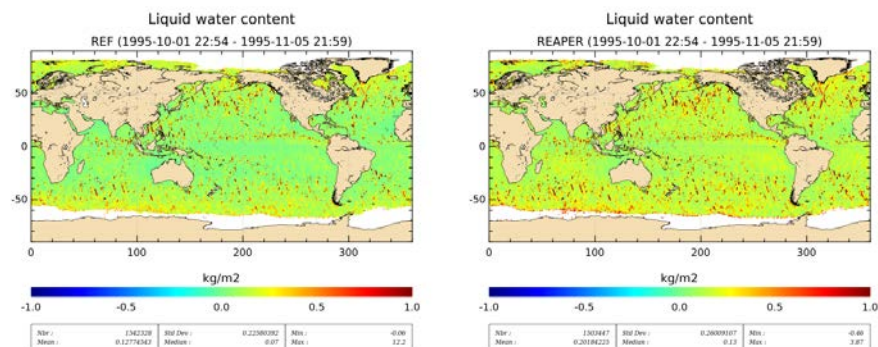 Liquid water content
REF (1995-10-01 22:54 - 1995-11-05 21:59)
50
0
-50
0 100 200 300
kg/m2
-1.0 -0.5 0.0 0.5 1.0
Nbr : 1542328 Std Dev : 0.22580392 Min : -0.06
Mean : 0.12774543 Median : 0.07 Max : 12.2
Liquid water content
REAPER (1995-10-01 22:54 - 1995-11-05 21:59)
50
0
-50
0 100 200 300
kg/m2
-1.0 -0.5 0.0 0.5 1.0
Nbr : 1503447 Std Dev : 0.26009107 Min : -0.46
Mean : 0.20184225 Median : 0.13 Max : 3.87